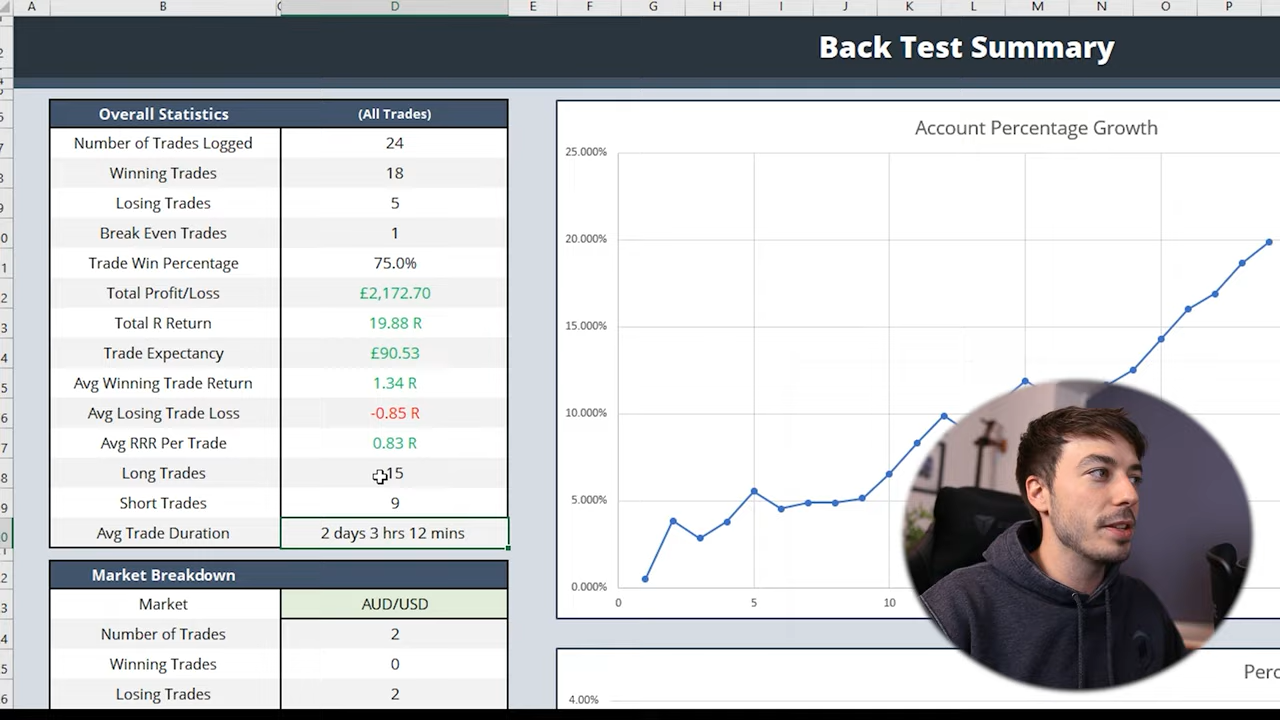 A B C D E F G H I J K L M N O P
Back Test Summary
Overall Statistics (All Trades)
Number of Trades Logged 24
Winning Trades 18
Losing Trades 5
Break Even Trades 1
Trade Win Percentage 75.0%
Total Profit/Loss £2,172.70
Total R Return 19.88 R
Trade Expectancy £90.53
Avg Winning Trade Return 1.34 R
Avg Losing Trade Loss -0.85 R
Avg RRR Per Trade 0.83 R
Long Trades 15
Short Trades 9
Avg Trade Duration 2 days 3 hrs 12 mins
Market Breakdown
Market AUD/USD
Number of Trades 2
Winning Trades 0
Losing Trades 2
Account Percentage Growth
25.000%
20.000%
15.000%
10.000%
5.000%
0.000%
0 5 10
4.00%